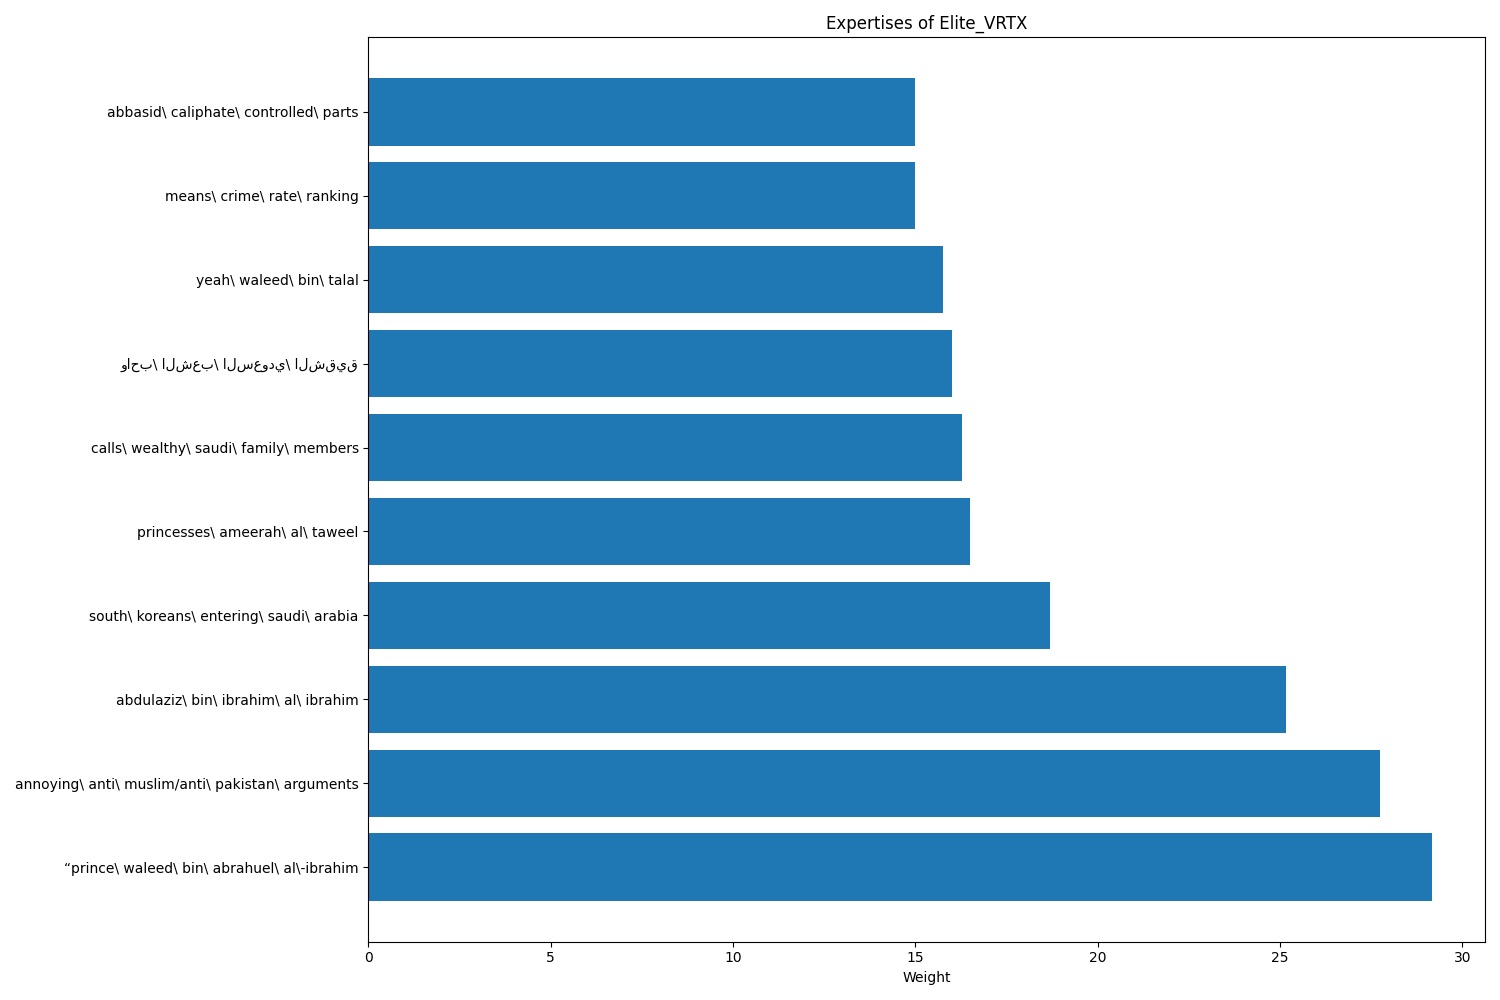 Expertises of Elite_VRTX
abbasid\ caliphate\ controlled\ parts
means\ crime\ rate\ ranking
yeah\ waleed\ bin\ talal
واحب\ الشعب\ السعودي\ الشقيق
calls\ wealthy\ saudi\ family\ members
princesses\ ameerah\ al\ taweel
south\ koreans\ entering\ saudi\ arabia
abdulaziz\ bin\ ibrahim\ al\ ibrahim
annoying\ anti\ muslim/anti\ pakistan\ arguments
“prince\ waleed\ bin\ abrahuel\ al\-ibrahim
0 5 10 15 20 25 30
Weight